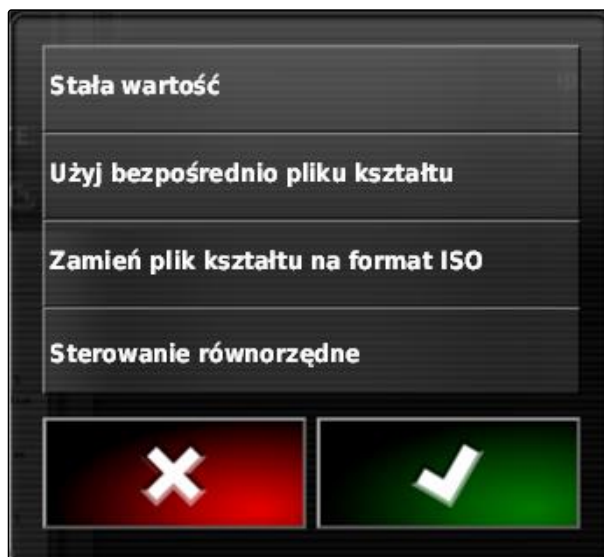 Stała wartość
Użyj bezpośrednio pliku kształtu
Zamień plik kształtu na format ISO
Sterowanie równorzędne